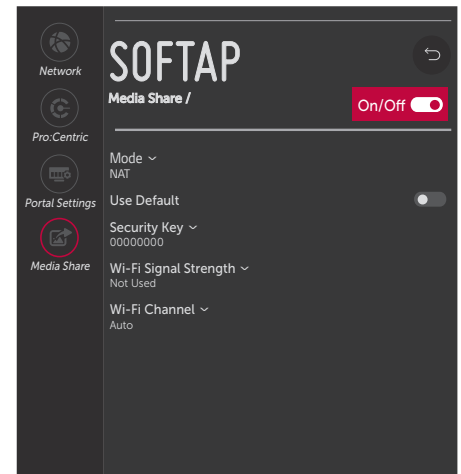 Network
Pro:Centric
Portal Settings
Media Share
SOFTAP
Media Share /
On/Off
Mode
NAT
Use Default
Security Key
00000000
Wi-Fi Signal Strength
Not Used
Wi-Fi Channel
Auto